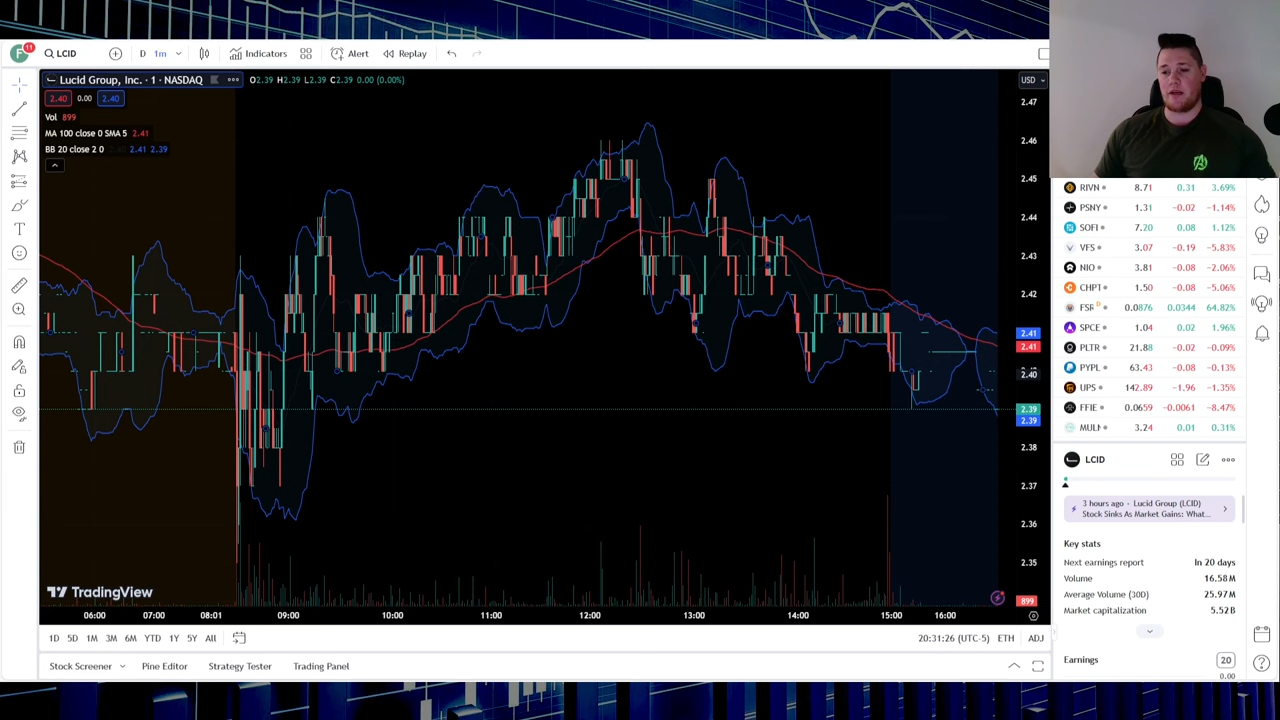 F 11 LCID D 1m Indicators Alert Replay
Lucid Group, Inc. · 1 · NASDAQ O2.39 H2.39 L2.39 C2.39 0.00 (0.00%)
2.40 0.00 2.40
Vol 899
MA 100 close 0 SMA 5 2.41
BB 20 close 2 0 2.41 2.39
USD
2.47
2.46
2.45
2.44
2.43
2.42
2.41
2.41
2.40
2.39
2.39
2.38
2.37
2.36
2.35
899
TradingView
06:00 07:00 08:01 09:00 10:00 11:00 12:00 13:00 14:00 15:00 16:00
1D 5D 1M 3M 6M YTD 1Y 5Y All 20:31:26 (UTC-5) ETH ADJ
Stock Screener Pine Editor Strategy Tester Trading Panel
RIVN 8.71 0.31 3.69%
PSNY 1.31 −0.02 −1.14%
SOFI 7.20 0.08 1.12%
VFS 3.07 −0.19 −5.83%
NIO 3.81 −0.08 −2.06%
CHPT 1.50 −0.08 −5.06%
FSR D 0.0876 0.0344 64.82%
SPCE 1.04 0.02 1.96%
PLTR 21.88 −0.02 −0.09%
PYPL 63.43 −0.08 −0.13%
UPS 142.89 −1.96 −1.35%
FFIE 0.0659 −0.0061 −8.47%
MULN 3.24 0.01 0.31%
LCID
3 hours ago · Lucid Group (LCID)
Stock Sinks As Market Gains: What...
Key stats
Next earnings report In 20 days
Volume 16.58M
Average Volume (30D) 25.97M
Market capitalization 5.52B
Earnings 20
0.00